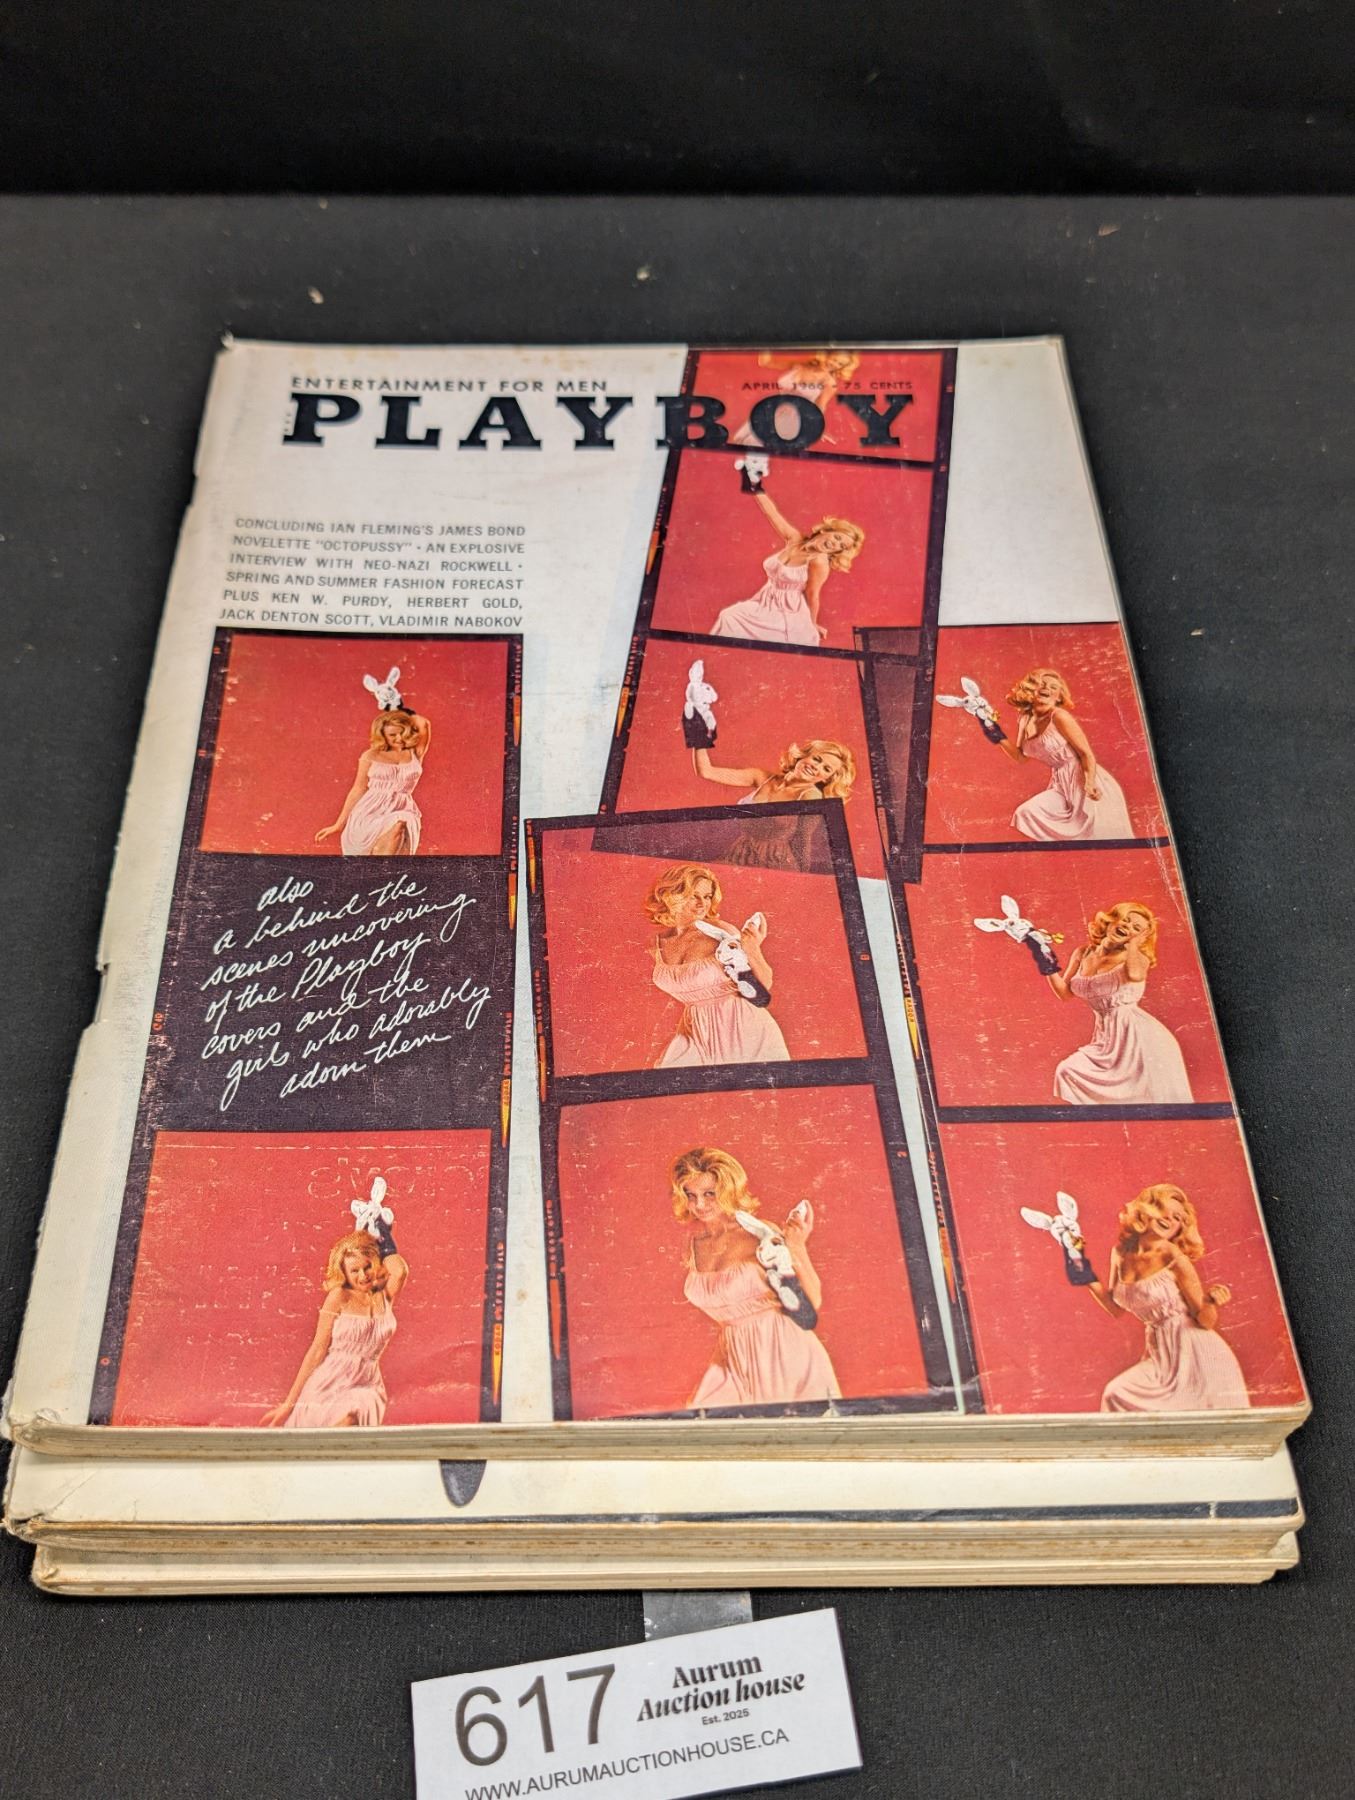 ENTERTAINMENT FOR MEN
APRIL 1966 • 75 CENTS
PLAYBOY
CONCLUDING IAN FLEMING'S JAMES BOND
NOVELETTE "OCTOPUSSY" • AN EXPLOSIVE
INTERVIEW WITH NEO-NAZI ROCKWELL •
SPRING AND SUMMER FASHION FORECAST
PLUS KEN W. PURDY, HERBERT GOLD,
JACK DENTON SCOTT, VLADIMIR NABOKOV
also
a behind the
scenes uncovering
of the Playboy
covers and the
girls who adorably
adorn them
617
Aurum
Auction house
Est. 2025
WWW.AURUMAUCTIONHOUSE.CA